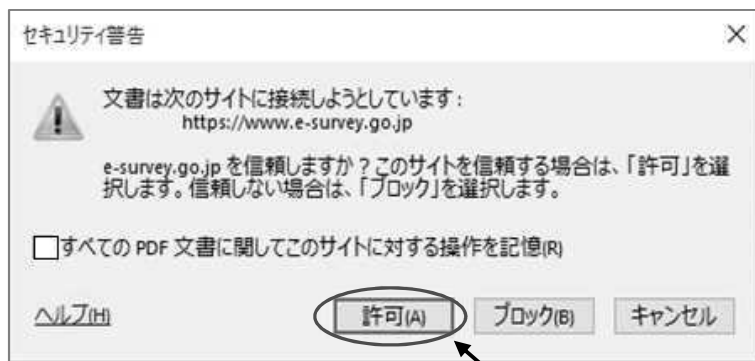 セキュリティ警告
文書は次のサイトに接続しようとしています:
https://www.e-survey.go.jp
e-survey.go.jp を信頼しますか?このサイトを信頼する場合は、「許可」を選
択します。信頼しない場合は、「ブロック」を選択します。
すべての PDF 文書に関してこのサイトに対する操作を記憶(R)
ヘルプ(H)
許可(A)
ブロック(B)
キャンセル